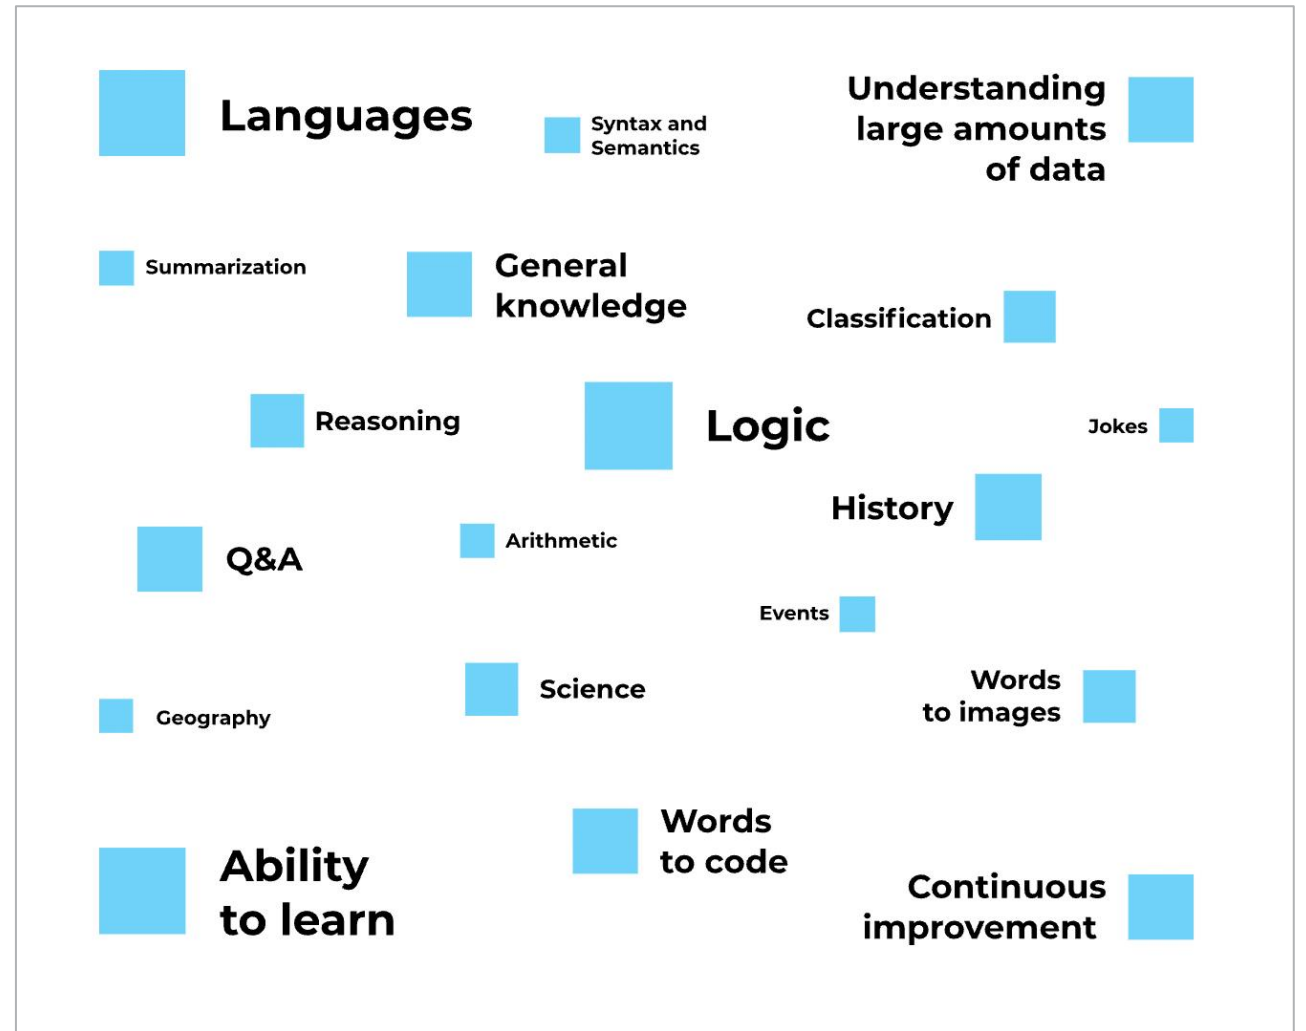 Languages
Syntax and
Semantics
Understanding
large amounts
of data
Summarization
General
knowledge
Classification
Reasoning
Logic
Jokes
History
Q&A
Arithmetic
Events
Science
Words
to images
Geography
Ability
to learn
Words
to code
Continuous
improvement